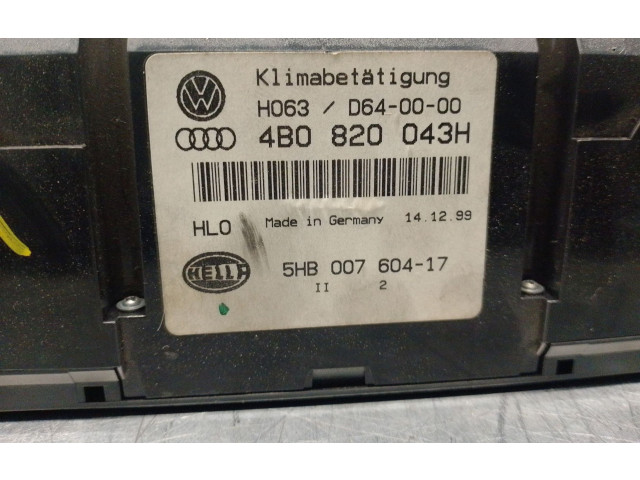 Klimabetätigung
H063 / D64-00-00
4B0 820 043H
HLO Made in Germany 14.12.99
HELLA 5HB 007 604-17
II 2